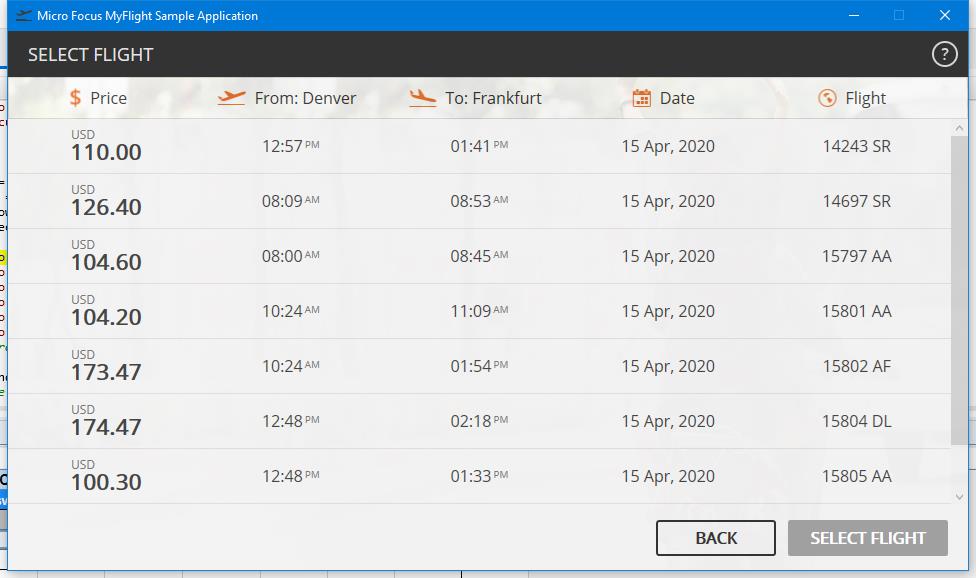 Micro Focus MyFlight Sample Application
SELECT FLIGHT ?
$ Price From: Denver To: Frankfurt Date Flight
USD
110.00 12:57 PM 01:41 PM 15 Apr, 2020 14243 SR
USD
126.40 08:09 AM 08:53 AM 15 Apr, 2020 14697 SR
USD
104.60 08:00 AM 08:45 AM 15 Apr, 2020 15797 AA
USD
104.20 10:24 AM 11:09 AM 15 Apr, 2020 15801 AA
USD
173.47 10:24 AM 01:54 PM 15 Apr, 2020 15802 AF
USD
174.47 12:48 PM 02:18 PM 15 Apr, 2020 15804 DL
USD
100.30 12:48 PM 01:33 PM 15 Apr, 2020 15805 AA
BACK SELECT FLIGHT